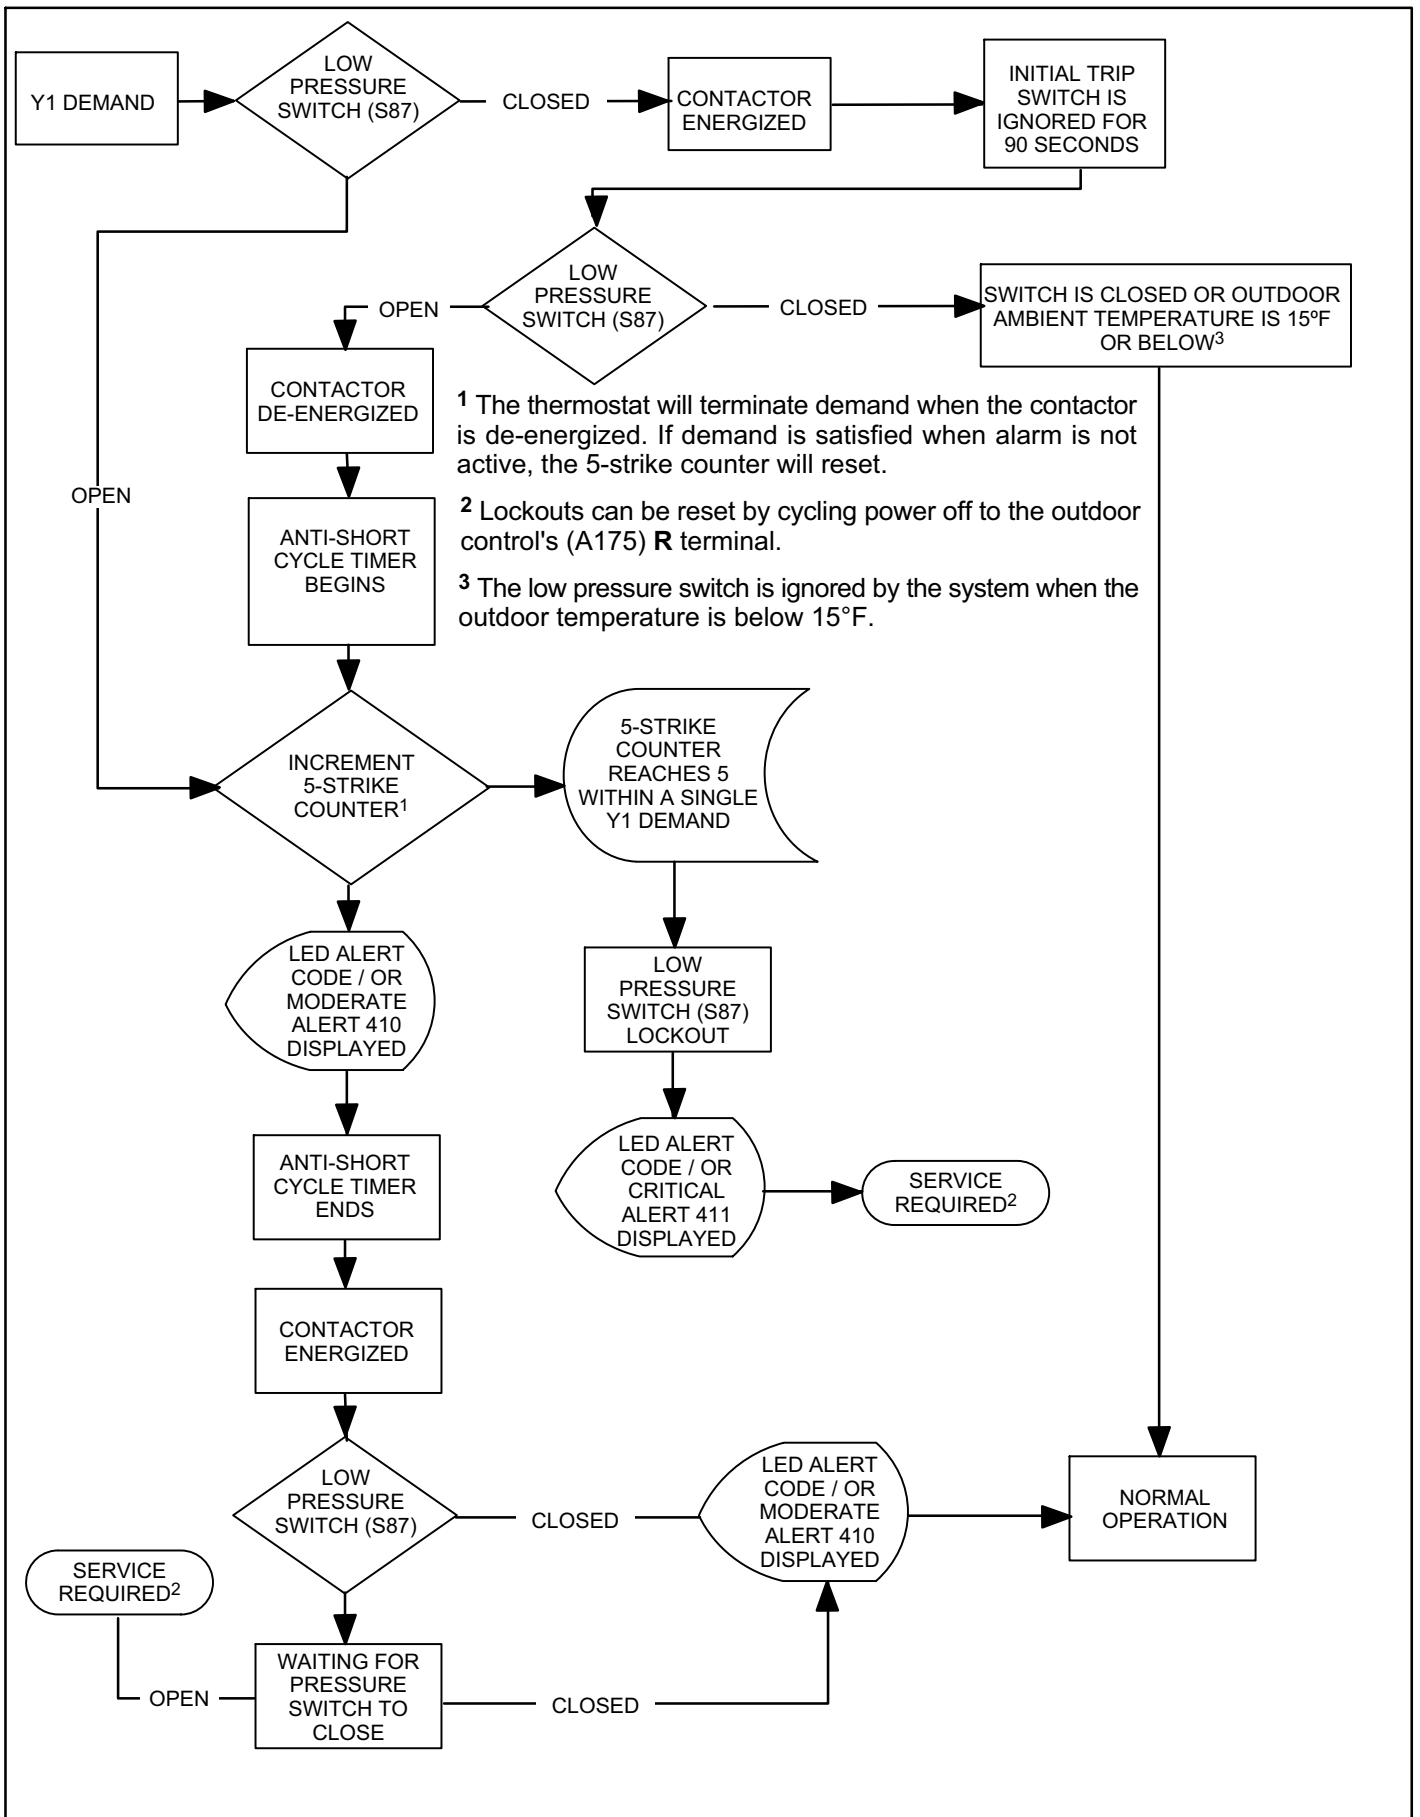 Y1 DEMAND
LOW
PRESSURE
SWITCH (S87)
CLOSED
CONTACTOR
ENERGIZED
INITIAL TRIP
SWITCH IS
IGNORED FOR
90 SECONDS
LOW
PRESSURE
SWITCH (S87)
OPEN
CLOSED
SWITCH IS CLOSED OR OUTDOOR
AMBIENT TEMPERATURE IS 15ºF
OR BELOW3
CONTACTOR
DE-ENERGIZED
1 The thermostat will terminate demand when the contactor
is de-energized. If demand is satisfied when alarm is not
active, the 5-strike counter will reset.
2 Lockouts can be reset by cycling power off to the outdoor
control's (A175) R terminal.
3 The low pressure switch is ignored by the system when the
outdoor temperature is below 15°F.
OPEN
ANTI-SHORT
CYCLE TIMER
BEGINS
INCREMENT
5-STRIKE
COUNTER1
5-STRIKE
COUNTER
REACHES 5
WITHIN A SINGLE
Y1 DEMAND
LED ALERT
CODE / OR
MODERATE
ALERT 410
DISPLAYED
LOW
PRESSURE
SWITCH (S87)
LOCKOUT
ANTI-SHORT
CYCLE TIMER
ENDS
LED ALERT
CODE / OR
CRITICAL
ALERT 411
DISPLAYED
SERVICE
REQUIRED2
CONTACTOR
ENERGIZED
LOW
PRESSURE
SWITCH (S87)
CLOSED
LED ALERT
CODE / OR
MODERATE
ALERT 410
DISPLAYED
NORMAL
OPERATION
SERVICE
REQUIRED2
OPEN
WAITING FOR
PRESSURE
SWITCH TO
CLOSE
CLOSED